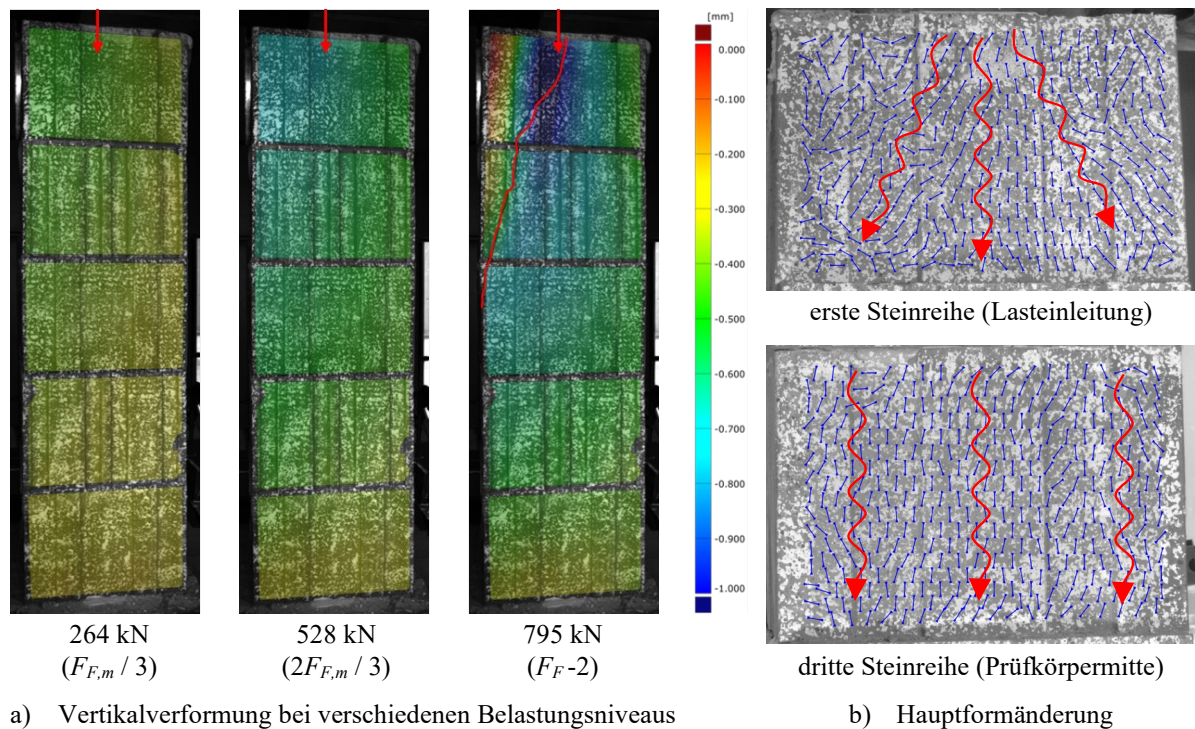 [mm]
0.000
-0.100
-0.200
-0.300
-0.400
-0.500
-0.600
-0.700
-0.800
-0.900
-1.000
264 kN
(F_{F,m} / 3)
528 kN
(2F_{F,m} / 3)
795 kN
(F_F -2)
a) Vertikalverformung bei verschiedenen Belastungsniveaus
erste Steinreihe (Lasteinleitung)
dritte Steinreihe (Prüfkörpermitte)
b) Hauptformänderung